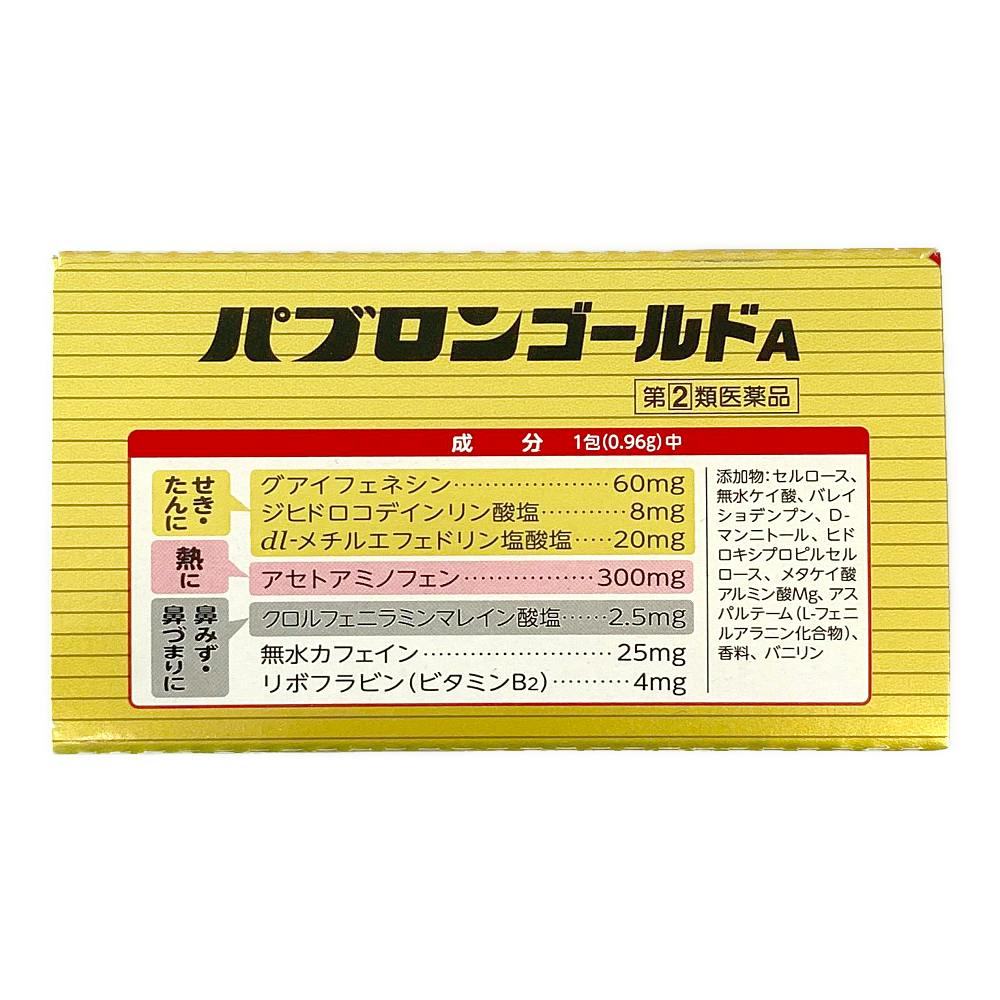 パブロンゴールドA
第②類医薬品
成 分 1包(0.96g)中
せき・
たんに
グアイフェネシン…………………60mg
ジヒドロコデインリン酸塩…………8mg
dl-メチルエフェドリン塩酸塩……20mg
熱に
アセトアミノフェン………………300mg
鼻みず・
鼻づまりに
クロルフェニラミンマレイン酸塩……2.5mg
無水カフェイン……………………25mg
リボフラビン(ビタミンB2)…………4mg
添加物:セルロース、
無水ケイ酸、バレイ
ショデンプン、D-
マンニトール、ヒド
ロキシプロピルセル
ロース、メタケイ酸
アルミン酸Mg、アス
パルテーム(L-フェニ
ルアラニン化合物)、
香料、バニリン